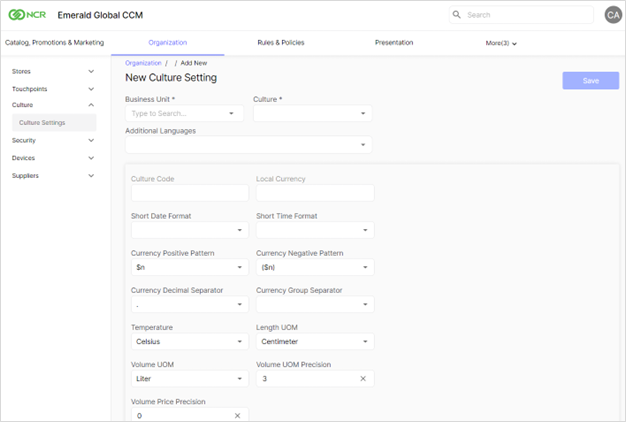 NCR
Emerald Global CCM
Search
CA
Catalog, Promotions & Marketing
Organization
Rules & Policies
Presentation
More(3)
Stores
Touchpoints
Culture
Culture Settings
Security
Devices
Suppliers
Organization / / Add New
New Culture Setting
Save
Business Unit * Culture *
Type to Search...
Additional Languages
Culture Code Local Currency
Short Date Format Short Time Format
Currency Positive Pattern Currency Negative Pattern
$n ($n)
Currency Decimal Separator Currency Group Separator
.
Temperature Length UOM
Celsius Centimeter
Volume UOM Volume UOM Precision
Liter 3
Volume Price Precision
0